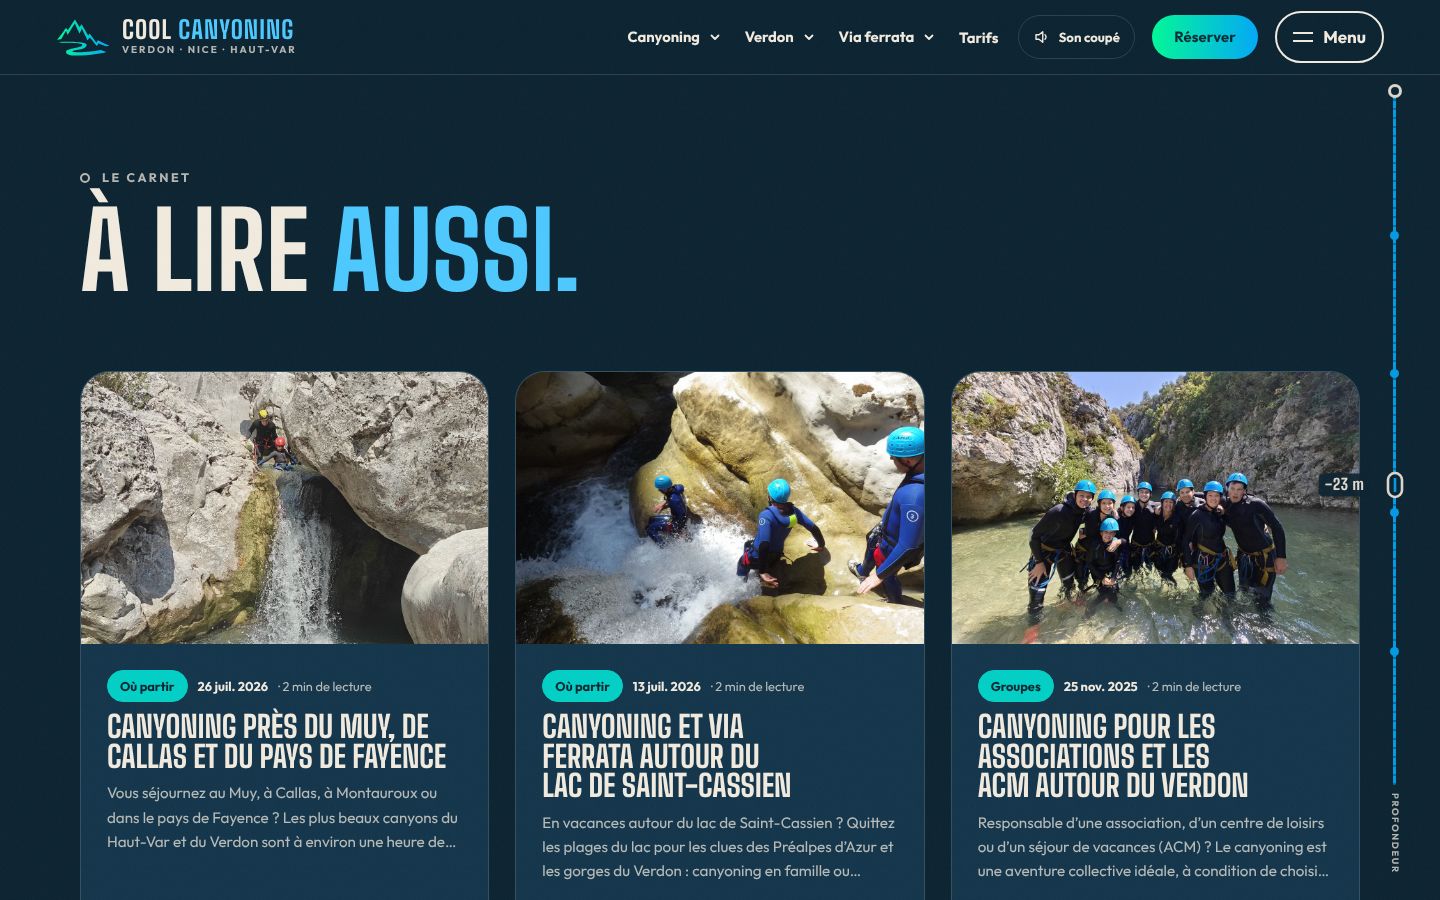 COOL CANYONING
VERDON · NICE · HAUT-VAR
Canyoning
Verdon
Via ferrata
Tarifs
Son coupé
Réserver
Menu
LE CARNET
À LIRE AUSSI.
−23 m
Où partir 26 juil. 2026 · 2 min de lecture
CANYONING PRÈS DU MUY, DE
CALLAS ET DU PAYS DE FAYENCE
Vous séjournez au Muy, à Callas, à Montauroux ou
dans le pays de Fayence ? Les plus beaux canyons du
Haut-Var et du Verdon sont à environ une heure de…
Où partir 13 juil. 2026 · 2 min de lecture
CANYONING ET VIA
FERRATA AUTOUR DU
LAC DE SAINT-CASSIEN
En vacances autour du lac de Saint-Cassien ? Quittez
les plages du lac pour les clues des Préalpes d’Azur et
les gorges du Verdon : canyoning en famille ou…
Groupes 25 nov. 2025 · 2 min de lecture
CANYONING POUR LES
ASSOCIATIONS ET LES
ACM AUTOUR DU VERDON
Responsable d’une association, d’un centre de loisirs
ou d’un séjour de vacances (ACM) ? Le canyoning est
une aventure collective idéale, à condition de choisi…
PROFONDEUR